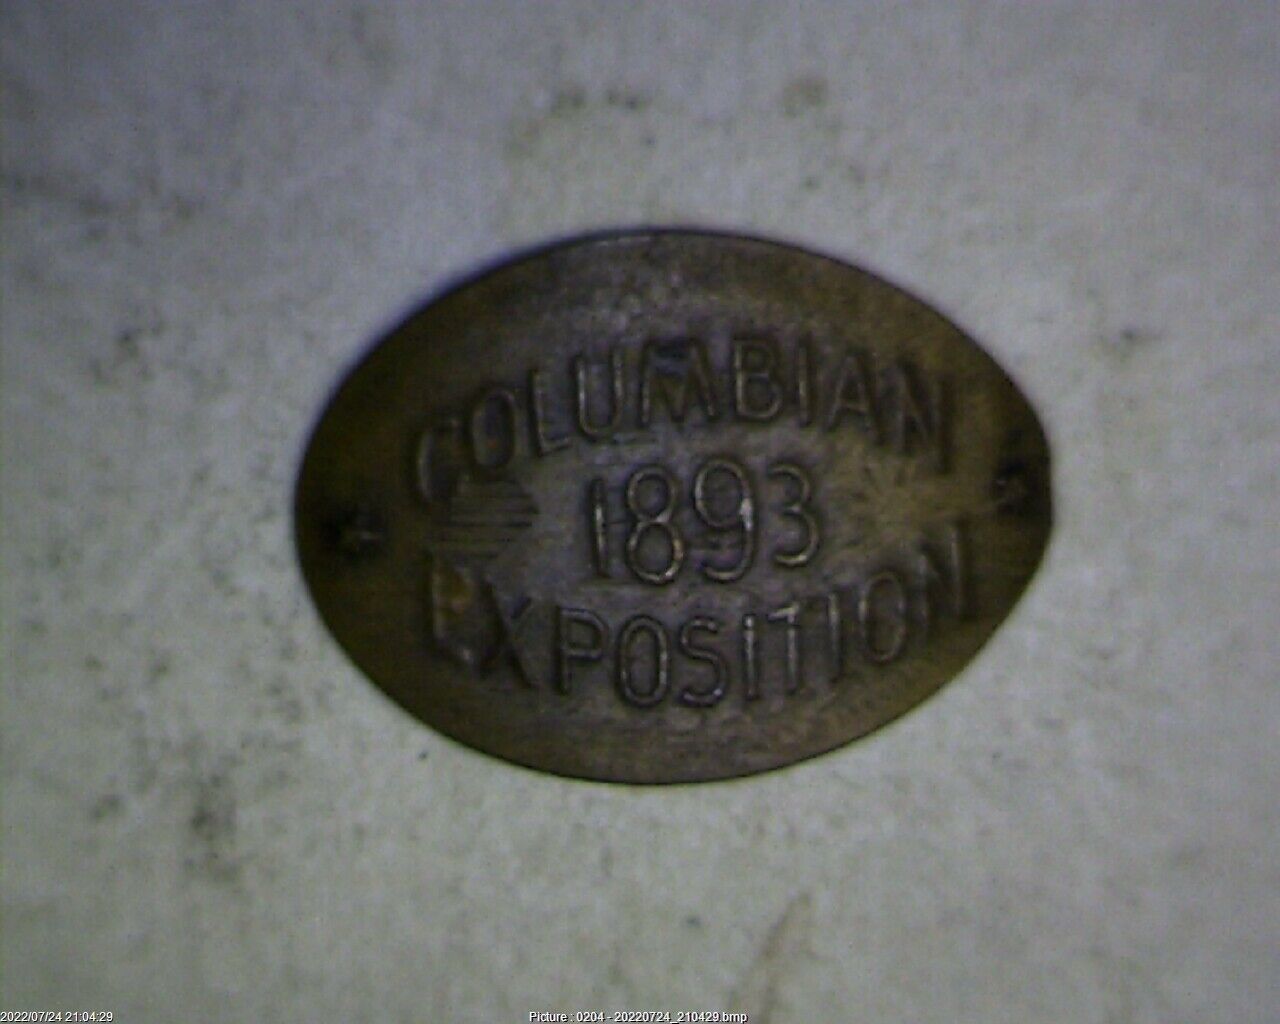 COLUMBIAN
1893
EXPOSITION
2022/07/24 21:04:29
Picture : 0204 - 20220724_210429.bmp